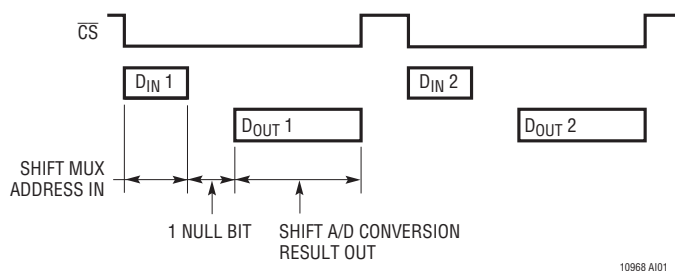 CS
DIN 1
DIN 2
DOUT 1
DOUT 2
SHIFT MUX
ADDRESS IN
1 NULL BIT
SHIFT A/D CONVERSION
RESULT OUT
10968 AI01